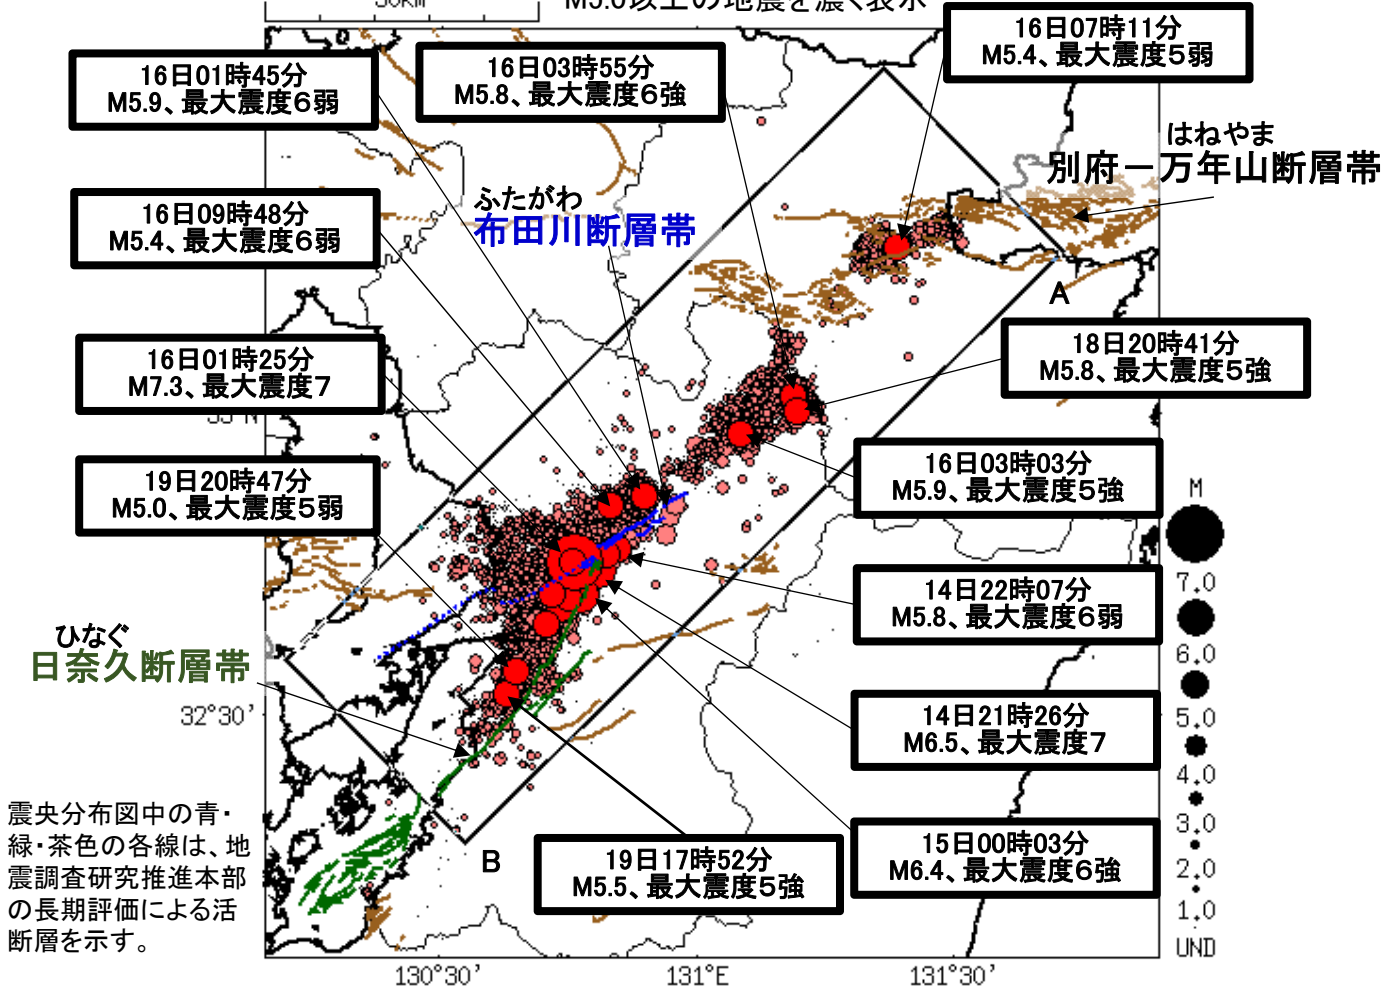 M5.0以上の地震を濃く表示
16日07時11分
M5.4、最大震度5弱
16日01時45分
M5.9、最大震度6弱
16日03時55分
M5.8、最大震度6強
はねやま
別府－万年山断層帯
16日09時48分
M5.4、最大震度6弱
ふたがわ
布田川断層帯
A
16日01時25分
M7.3、最大震度7
18日20時41分
M5.8、最大震度5強
19日20時47分
M5.0、最大震度5弱
16日03時03分
M5.9、最大震度5強
14日22時07分
M5.8、最大震度6弱
ひなぐ
日奈久断層帯
32°30'
14日21時26分
M6.5、最大震度7
15日00時03分
M6.4、最大震度6強
19日17時52分
M5.5、最大震度5強
B
震央分布図中の青・
緑・茶色の各線は、地
震調査研究推進本部
の長期評価による活
断層を示す。
M
7.0
6.0
5.0
4.0
3.0
2.0
1.0
UND
130°30'
131°E
131°30'